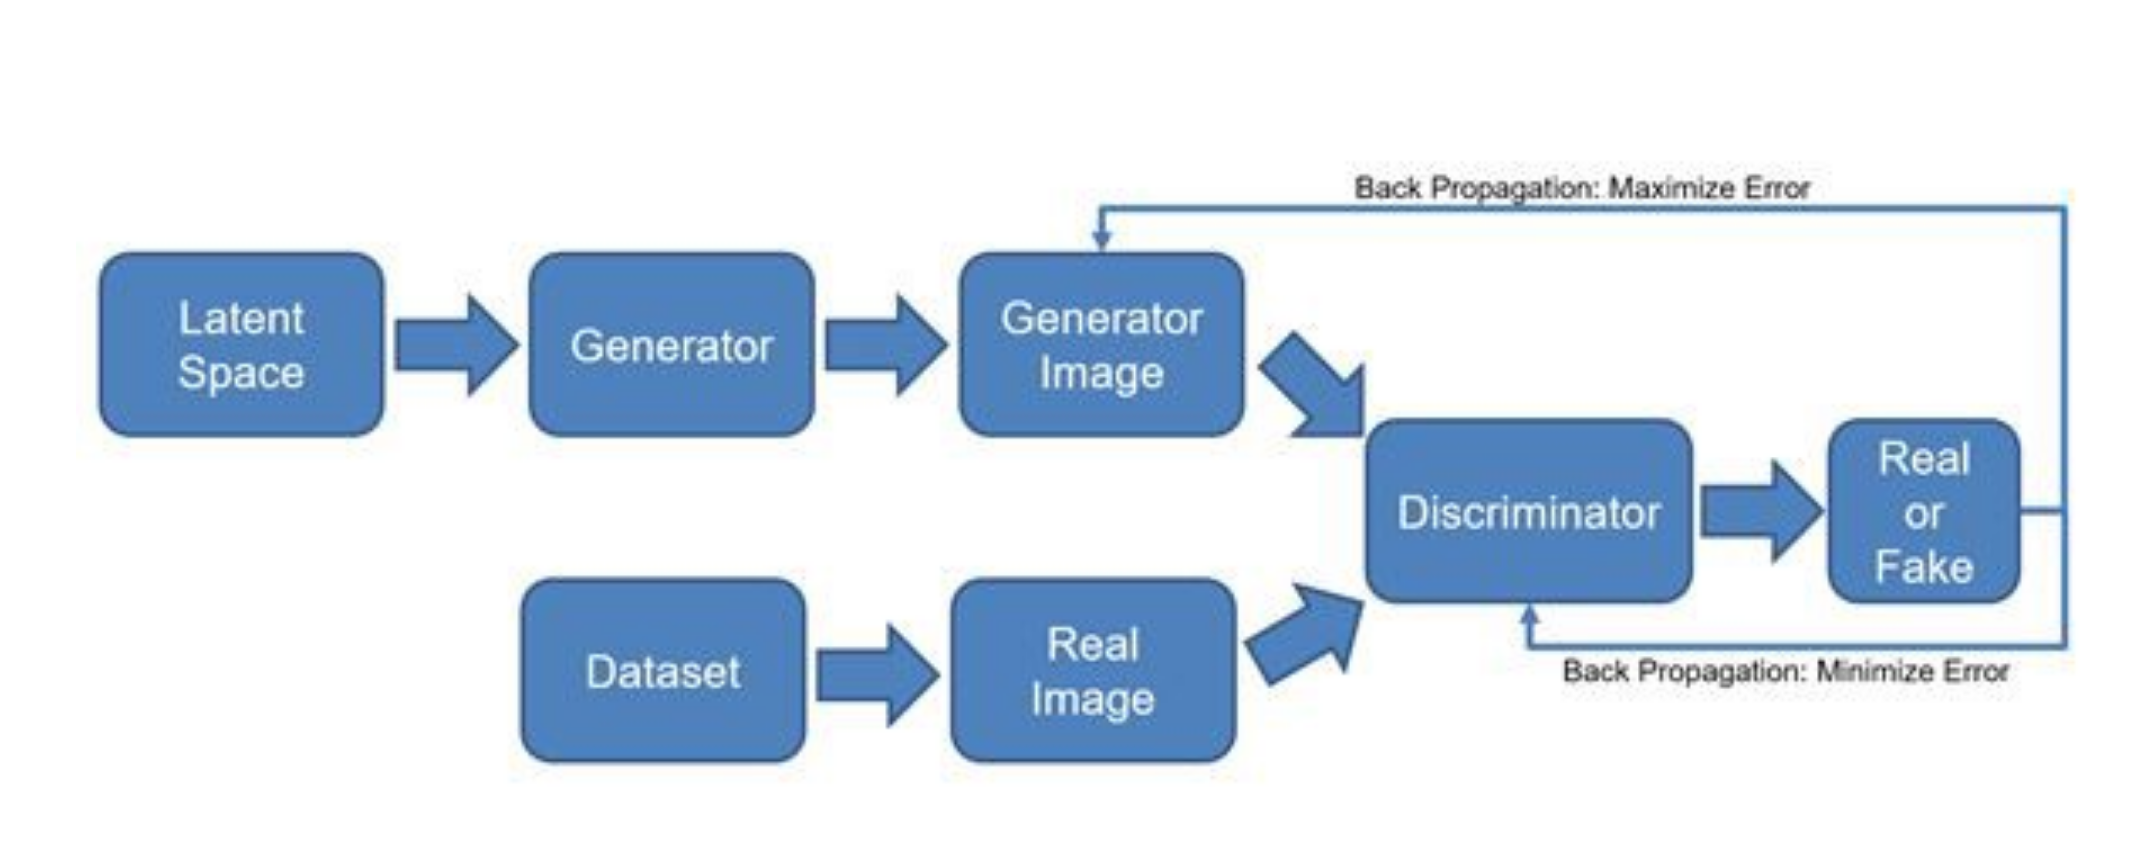 Back Propagation: Maximize Error
Latent
Space
Generator
Generator
Image
Discriminator
Real
or
Fake
Dataset
Real
Image
Back Propagation: Minimize Error